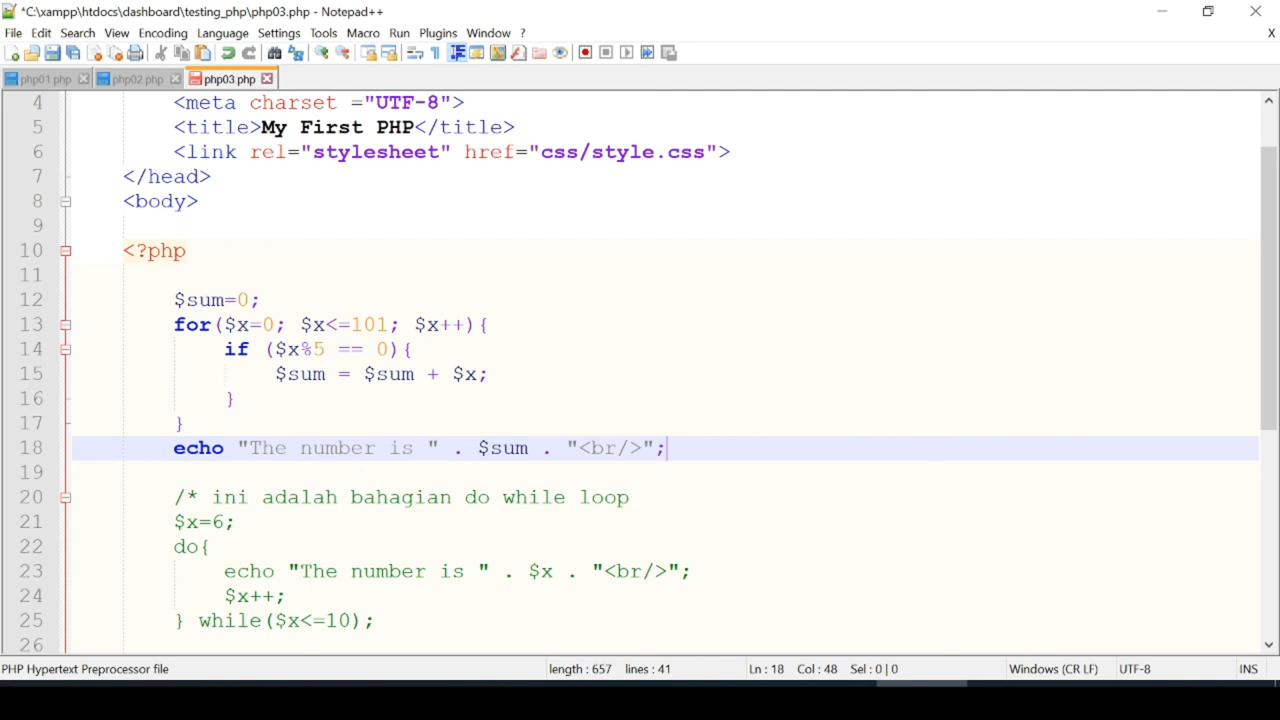 *C:\xampp\htdocs\dashboard\testing_php\php03.php - Notepad++
File Edit Search View Encoding Language Settings Tools Macro Run Plugins Window ? X
php01.php php02.php php03.php
4 <meta charset ="UTF-8">
5 <title>My First PHP</title>
6 <link rel="stylesheet" href="css/style.css">
7 </head>
8 <body>
9
10 <?php
11
12 $sum=0;
13 for($x=0; $x<=101; $x++){
14 if ($x%5 == 0){
15 $sum = $sum + $x;
16 }
17 }
18 echo "The number is " . $sum . "<br/>";
19
20 /* ini adalah bahagian do while loop
21 $x=6;
22 do{
23 echo "The number is " . $x . "<br/>";
24 $x++;
25 } while($x<=10);
26
PHP Hypertext Preprocessor file length : 657 lines : 41 Ln : 18 Col : 48 Sel : 0 | 0 Windows (CR LF) UTF-8 INS